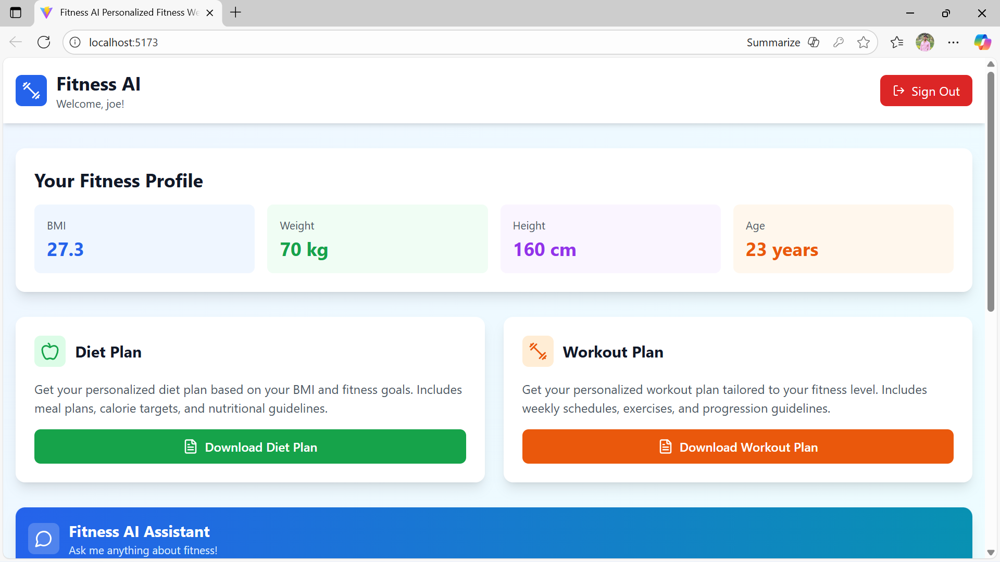 Fitness AI Personalized Fitness We
localhost:5173
Summarize
Fitness AI
Welcome, joe!
Sign Out
Your Fitness Profile
BMI
27.3
Weight
70 kg
Height
160 cm
Age
23 years
Diet Plan
Get your personalized diet plan based on your BMI and fitness goals. Includes
meal plans, calorie targets, and nutritional guidelines.
Download Diet Plan
Workout Plan
Get your personalized workout plan tailored to your fitness level. Includes
weekly schedules, exercises, and progression guidelines.
Download Workout Plan
Fitness AI Assistant
Ask me anything about fitness!